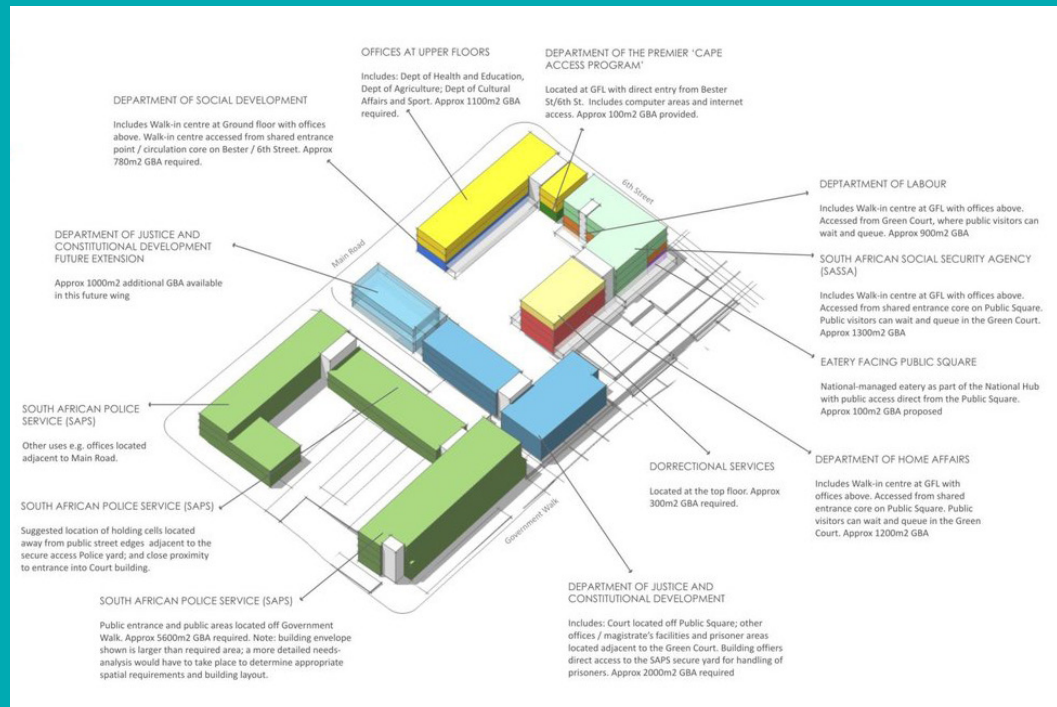 OFFICES AT UPPER FLOORS
Includes: Dept of Health and Education,
Dept of Agriculture; Dept of Cultural
Affairs and Sport. Approx 1100m2 GBA
required.
DEPARTMENT OF THE PREMIER ‘CAPE
ACCESS PROGRAM’
Located at GFL with direct entry from Bester
St/6th St. Includes computer areas and internet
access. Approx 100m2 GBA provided.
DEPARTMENT OF SOCIAL DEVELOPMENT
Includes Walk-in centre at Ground floor with offices
above. Walk-in centre accessed from shared entrance
point / circulation core on Bester / 6th Street. Approx
780m2 GBA required.
6th Street
Main Road
DEPTARTMENT OF LABOUR
Includes Walk-in centre at GFL with offices above.
Accessed from Green Court, where public visitors can
wait and queue. Approx 900m2 GBA
DEPARTMENT OF JUSTICE AND
CONSTITUTIONAL DEVELOPMENT
FUTURE EXTENSION
Approx 1000m2 additional GBA available
in this future wing
SOUTH AFRICAN SOCIAL SECURITY AGENCY
(SASSA)
Includes Walk-in centre at GFL with offices above.
Accessed from shared entrance core on Public Square.
Public visitors can wait and queue in the Green Court.
Approx 1300m2 GBA
EATERY FACING PUBLIC SQUARE
National-managed eatery as part of the National Hub
with public access direct from the Public Square.
Approx 100m2 GBA proposed
SOUTH AFRICAN POLICE
SERVICE (SAPS)
Other uses e.g. offices located
adjacent to Main Road.
DORRECTIONAL SERVICES
Located at the top floor. Approx
300m2 GBA required.
DEPARTMENT OF HOME AFFAIRS
Includes Walk-in centre at GFL with
offices above. Accessed from shared
entrance core on Public Square. Public
visitors can wait and queue in the Green
Court. Approx 1200m2 GBA
SOUTH AFRICAN POLICE SERVICE (SAPS)
Suggested location of holding cells located
away from public street edges adjacent to the
secure access Police yard; and close proximity
to entrance into Court building.
Government Walk
SOUTH AFRICAN POLICE SERVICE (SAPS)
Public entrance and public areas located off Government
Walk. Approx 5600m2 GBA required. Note: building envelope
shown is larger than required area; a more detailed needs-
analysis would have to take place to determine appropriate
spatial requirements and building layout.
DEPARTMENT OF JUSTICE AND
CONSTITUTIONAL DEVELOPMENT
Includes: Court located off Public Square; other
offices / magistrate’s facilities and prisoner areas
located adjacent to the Green Court. Building offiers
direct access to the SAPS secure yard for handling of
prisoners. Approx 2000m2 GBA required